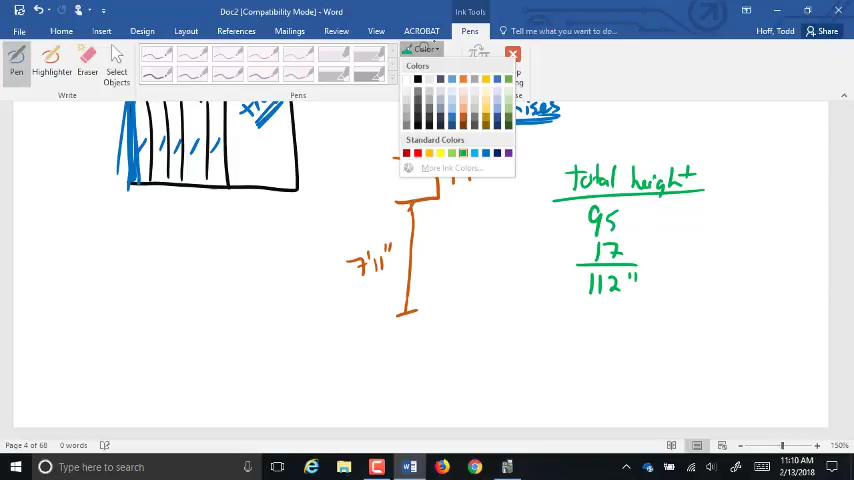 Doc2 [Compatibility Mode] - Word
Ink Tools
Hoff, Todd
File
Home
Insert
Design
Layout
References
Mailings
Review
View
ACROBAT
Pens
Tell me what you want to do...
Share
Pen
Highlighter
Eraser
Select
Objects
Color
Write
Pens
Colors
Standard Colors
More Ink Colors...
total height
95
17
112"
7'11"
Page 4 of 68
0 words
150%
Type here to search
11:10 AM
2/13/2018